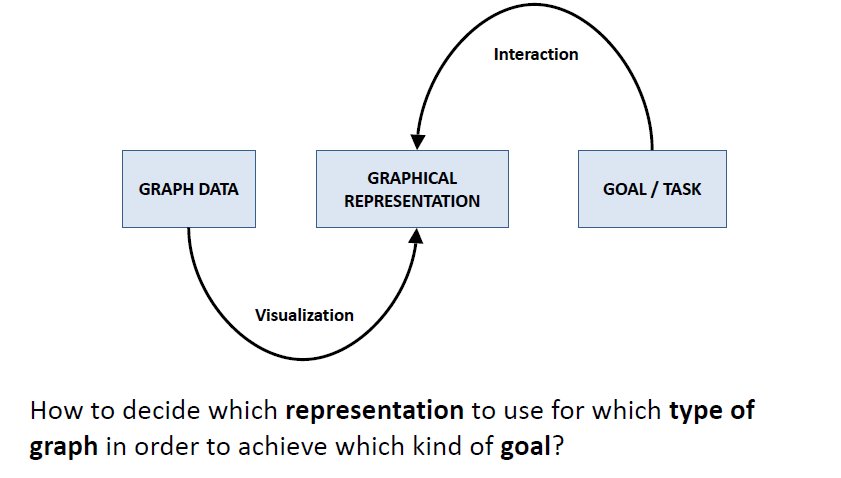 Interaction
GRAPH DATA
GRAPHICAL
REPRESENTATION
GOAL / TASK
Visualization
How to decide which representation to use for which type of
graph in order to achieve which kind of goal?